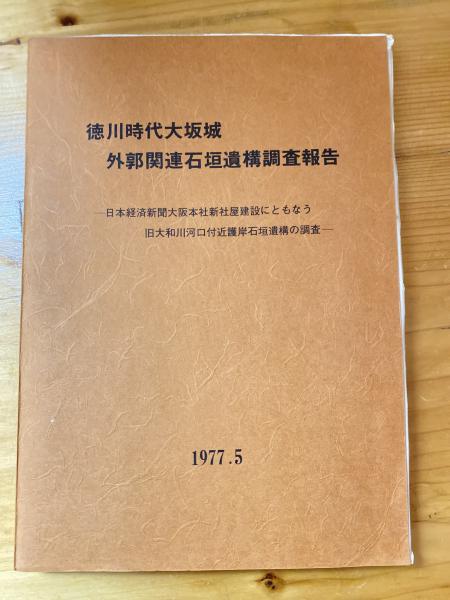 徳川時代大坂城
外郭関連石垣遺構調査報告
―日本経済新聞大阪本社新社屋建設にともなう
旧大和川河口付近護岸石垣遺構の調査―
1977.5